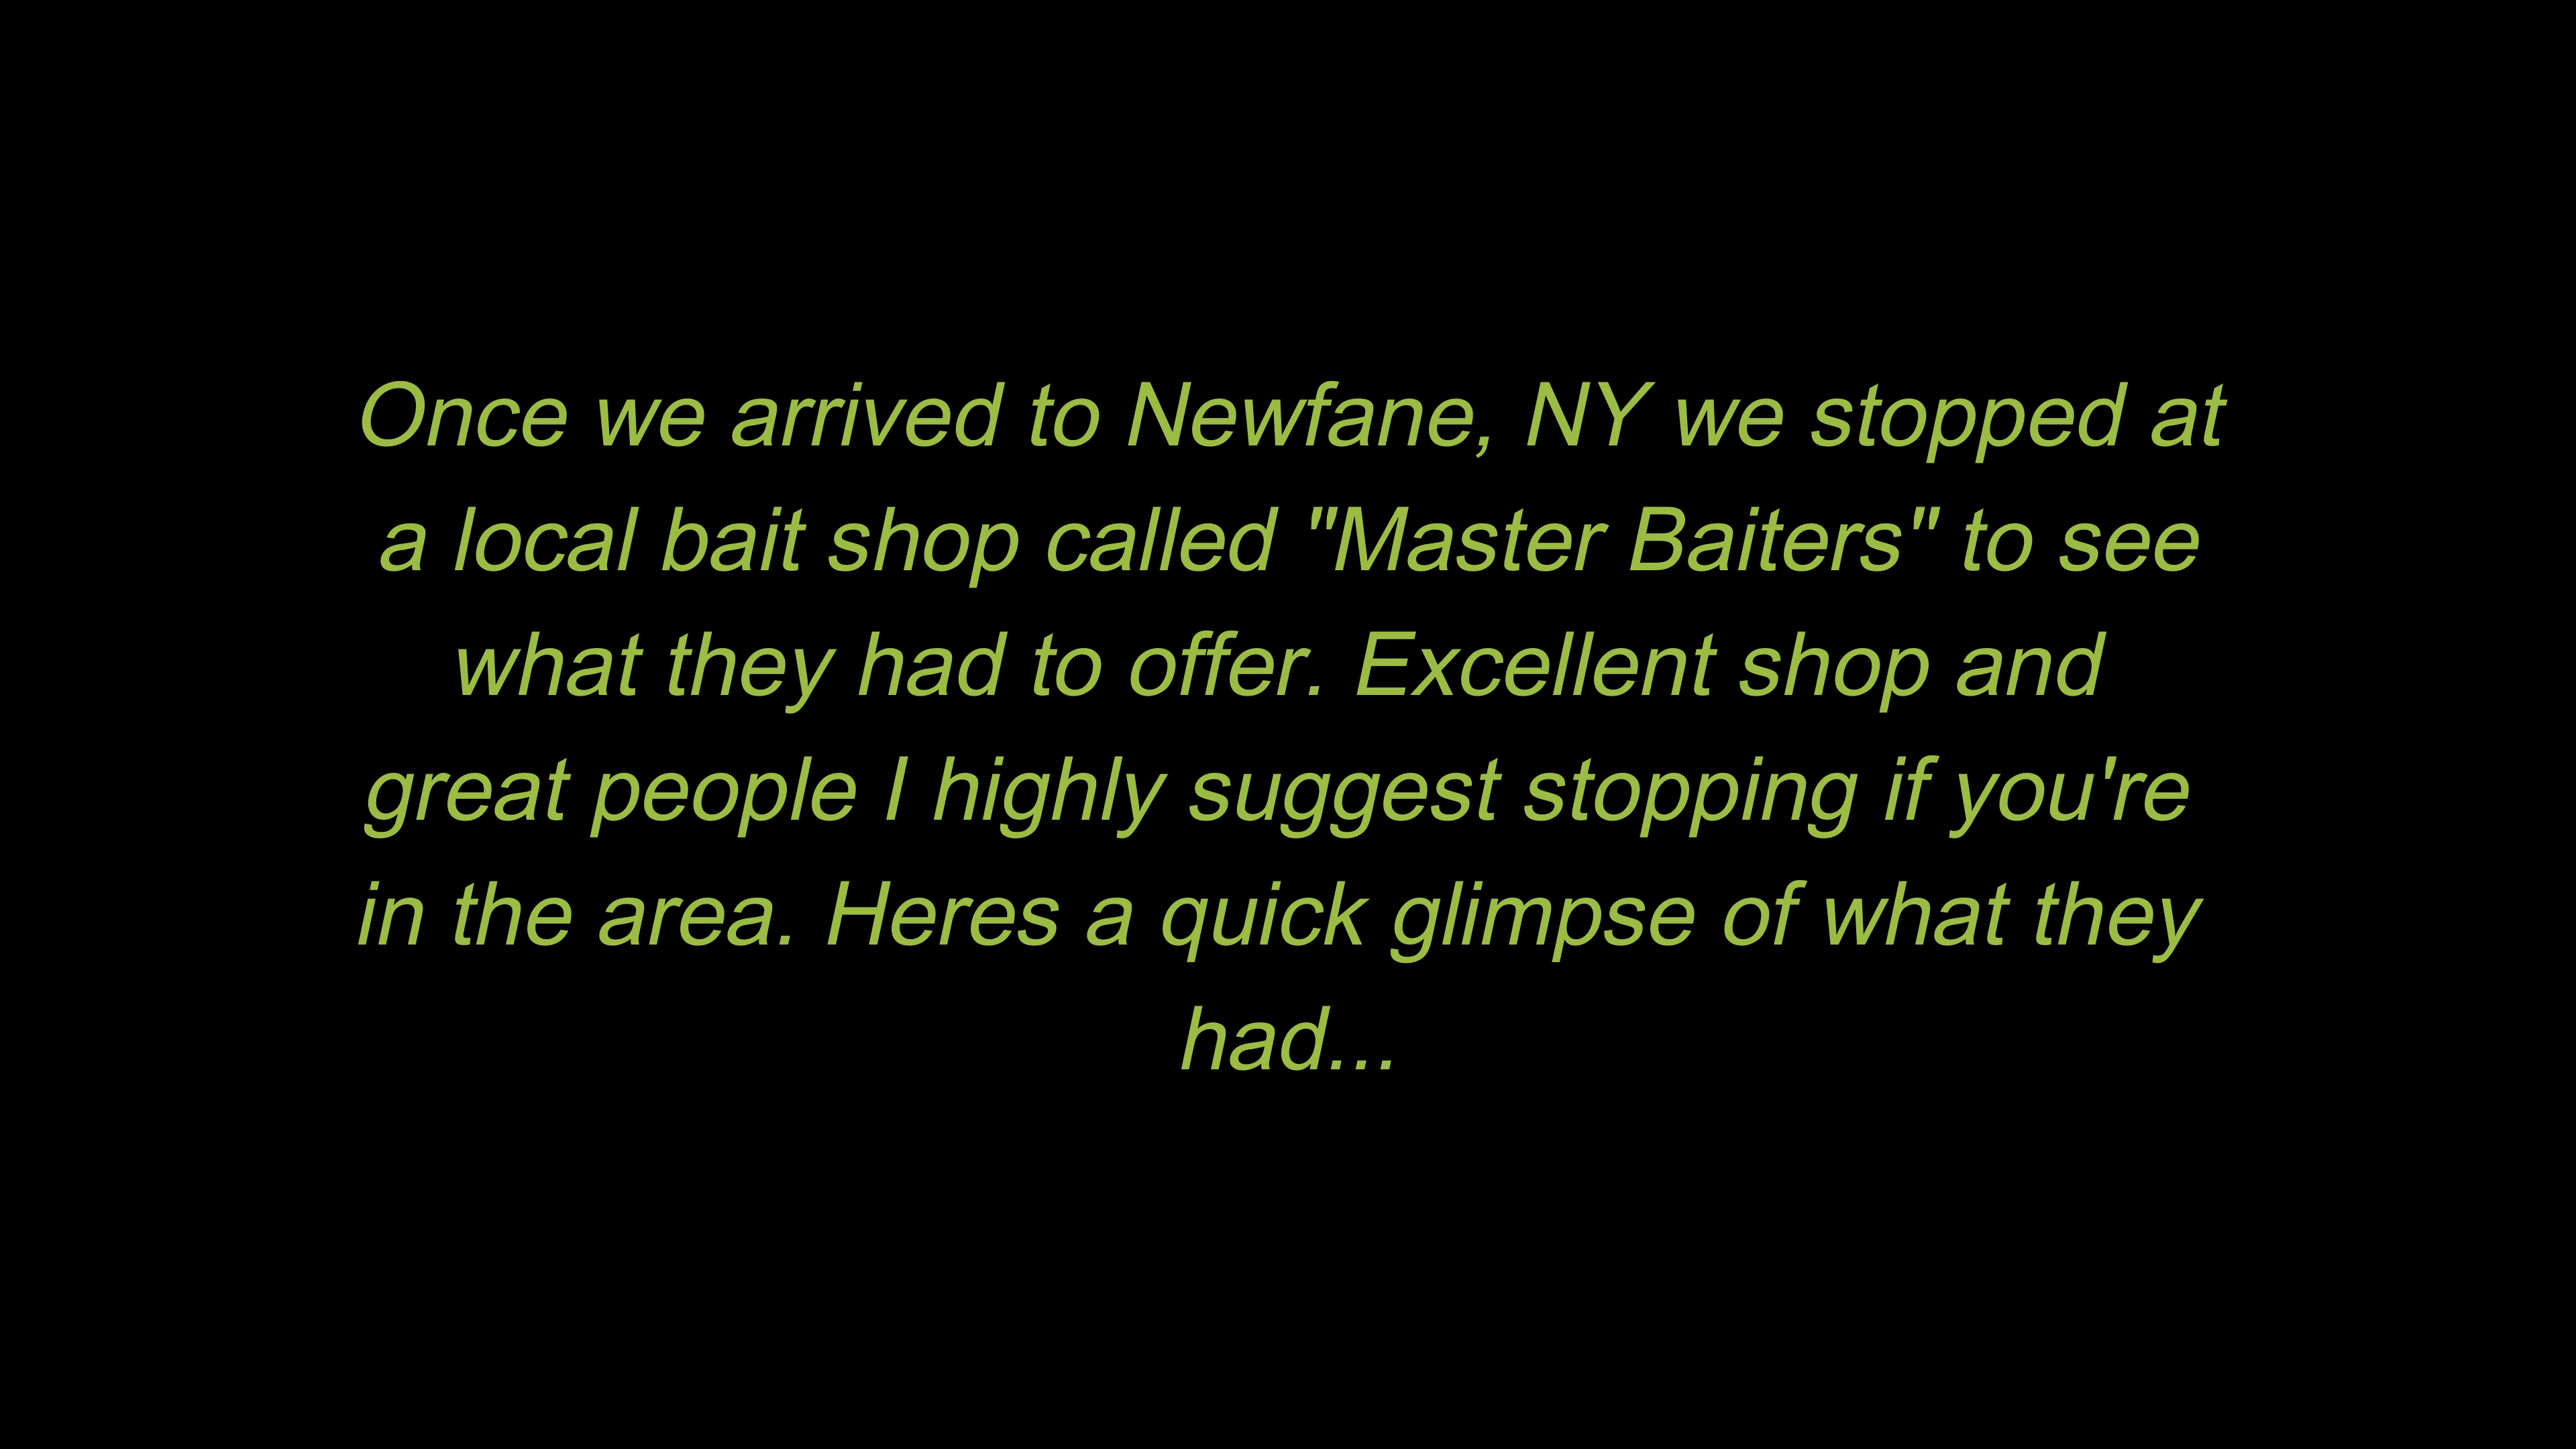 Once we arrived to Newfane, NY we stopped at
a local bait shop called "Master Baiters" to see
what they had to offer. Excellent shop and
great people I highly suggest stopping if you're
in the area. Heres a quick glimpse of what they
had...